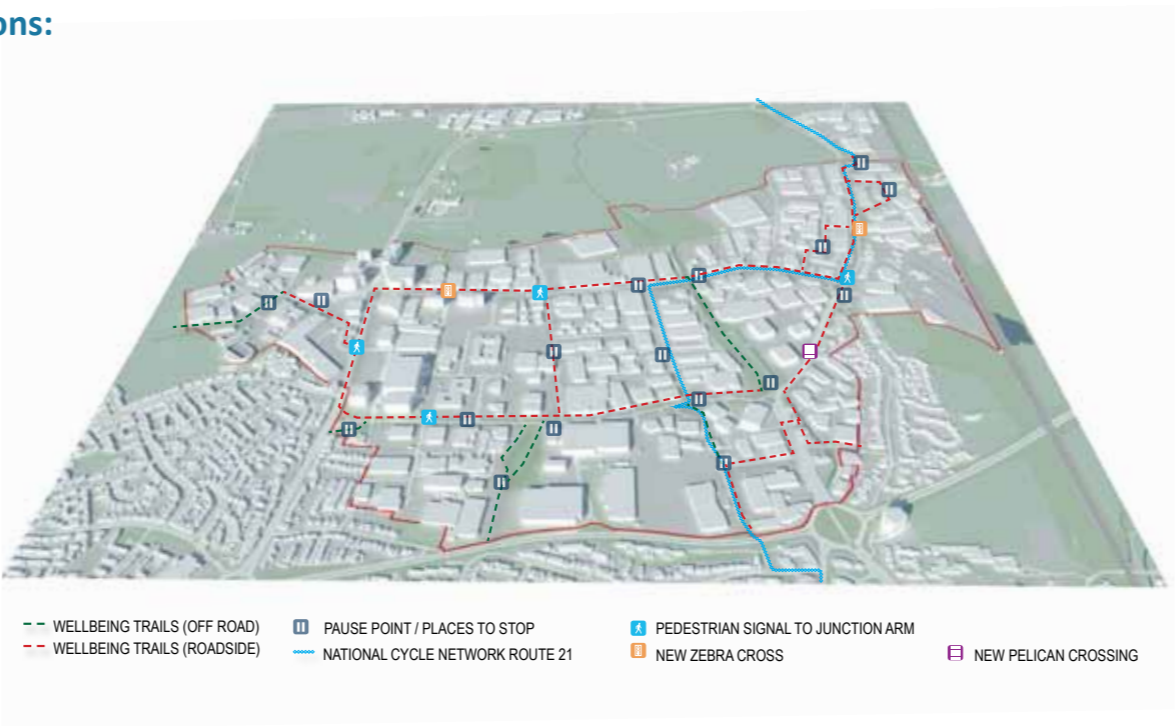 ons:
WELLBEING TRAILS (OFF ROAD)
WELLBEING TRAILS (ROADSIDE)
PAUSE POINT / PLACES TO STOP
NATIONAL CYCLE NETWORK ROUTE 21
PEDESTRIAN SIGNAL TO JUNCTION ARM
NEW ZEBRA CROSS
NEW PELICAN CROSSING